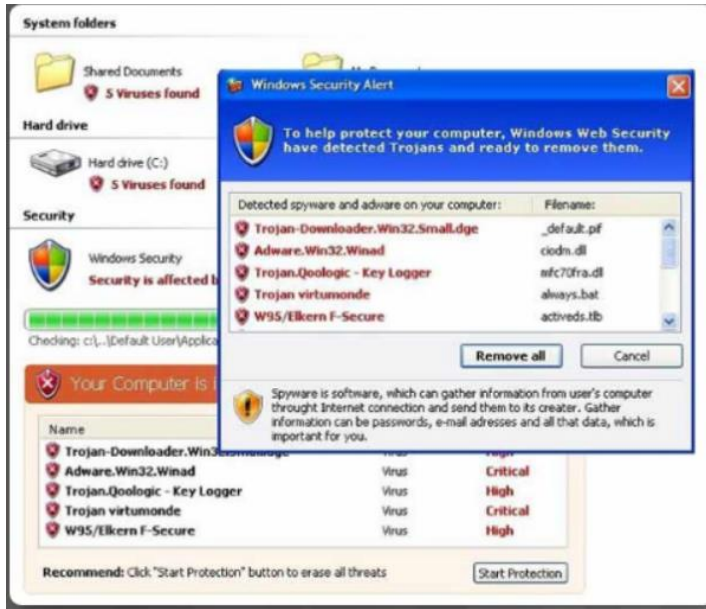 System folders
Shared Documents
5 Viruses found
Hard drive
Hard drive (C:)
5 Viruses found
Security
Windows Security
Security is affected b
Checking: c:\..\Default User\Applica
Your Computer is i
Name
Trojan-Downloader.Win32.Small.dge Virus High
Adware.Win32.Winad Virus Critical
Trojan.Qoologic - Key Logger Virus High
Trojan virtumonde Virus Critical
W95/Elkern F-Secure Virus High
Recommend: Click "Start Protection" button to erase all threats Start Protection
Windows Security Alert
To help protect your computer, Windows Web Security
have detected Trojans and ready to remove them.
Detected spyware and adware on your computer: Filename:
Trojan-Downloader.Win32.Small.dge _default.pif
Adware.Win32.Winad ciodm.dll
Trojan.Qoologic - Key Logger mfc70fra.dll
Trojan virtumonde always.bat
W95/Elkern F-Secure activeds.tlb
Remove all Cancel
Spyware is software, which can gather information from user's computer
throught Internet connection and send them to its creater. Gather
information can be passwords, e-mail adresses and all that data, which is
important for you.